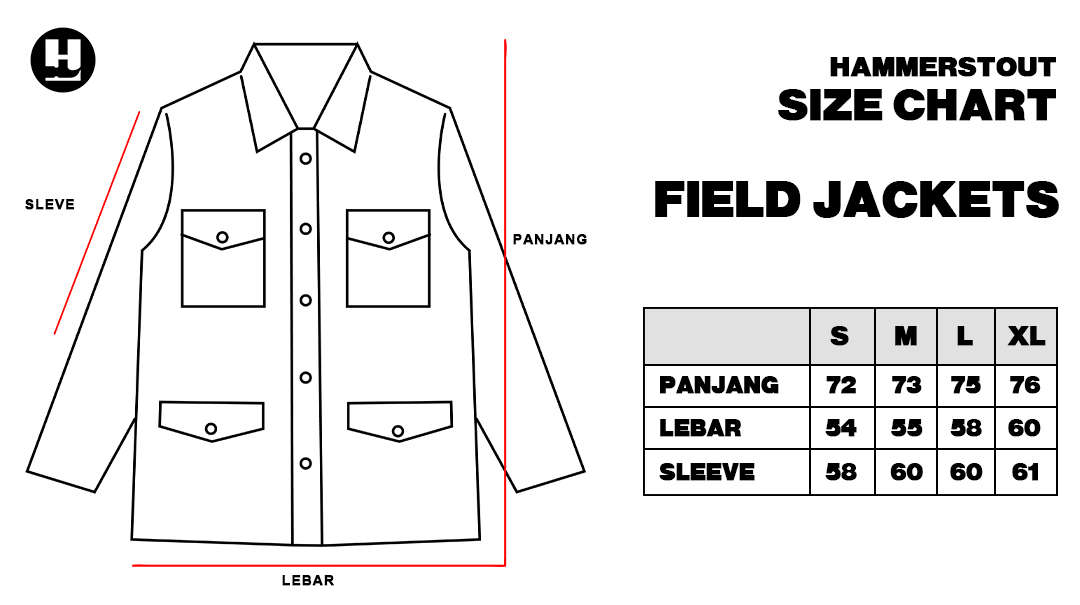 HAMMERSTOUT
SIZE CHART
FIELD JACKETS
SLEVE
PANJANG
LEBAR
S M L XL
PANJANG 72 73 75 76
LEBAR 54 55 58 60
SLEEVE 58 60 60 61